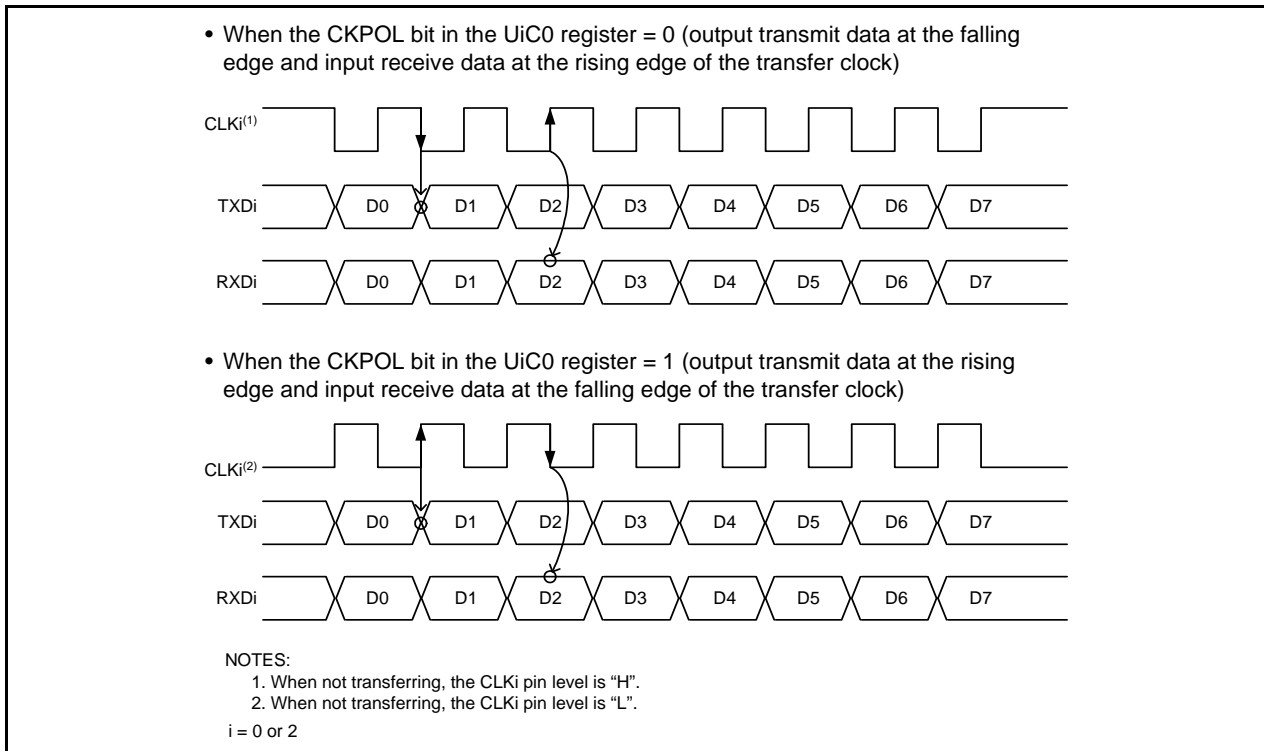 • When the CKPOL bit in the UiC0 register = 0 (output transmit data at the falling
edge and input receive data at the rising edge of the transfer clock)
CLKi(1)
TXDi D0 D1 D2 D3 D4 D5 D6 D7
RXDi D0 D1 D2 D3 D4 D5 D6 D7
• When the CKPOL bit in the UiC0 register = 1 (output transmit data at the rising
edge and input receive data at the falling edge of the transfer clock)
CLKi(2)
TXDi D0 D1 D2 D3 D4 D5 D6 D7
RXDi D0 D1 D2 D3 D4 D5 D6 D7
NOTES:
1. When not transferring, the CLKi pin level is “H”.
2. When not transferring, the CLKi pin level is “L”.
i = 0 or 2